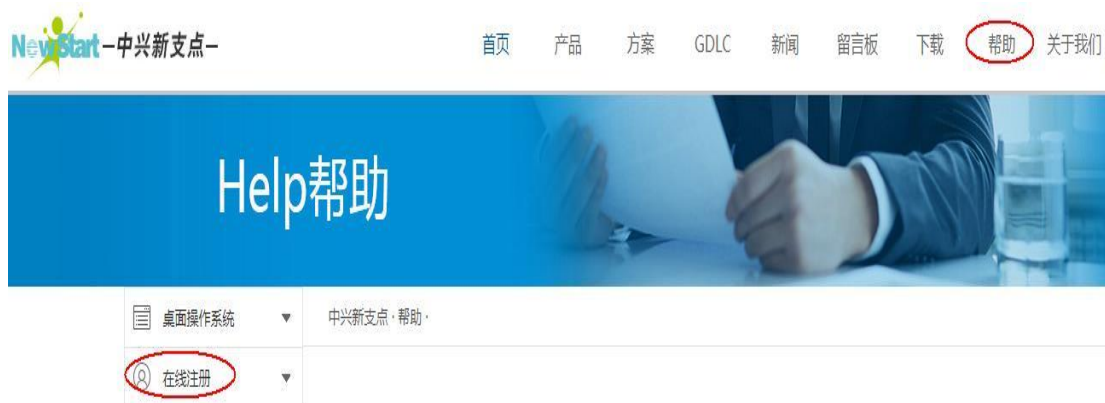 NewStart－中兴新支点－
首页 产品 方案 GDLC 新闻 留言板 下载 帮助 关于我们
Help帮助
桌面操作系统 ▼ 中兴新支点 · 帮助 ·
在线注册 ▼